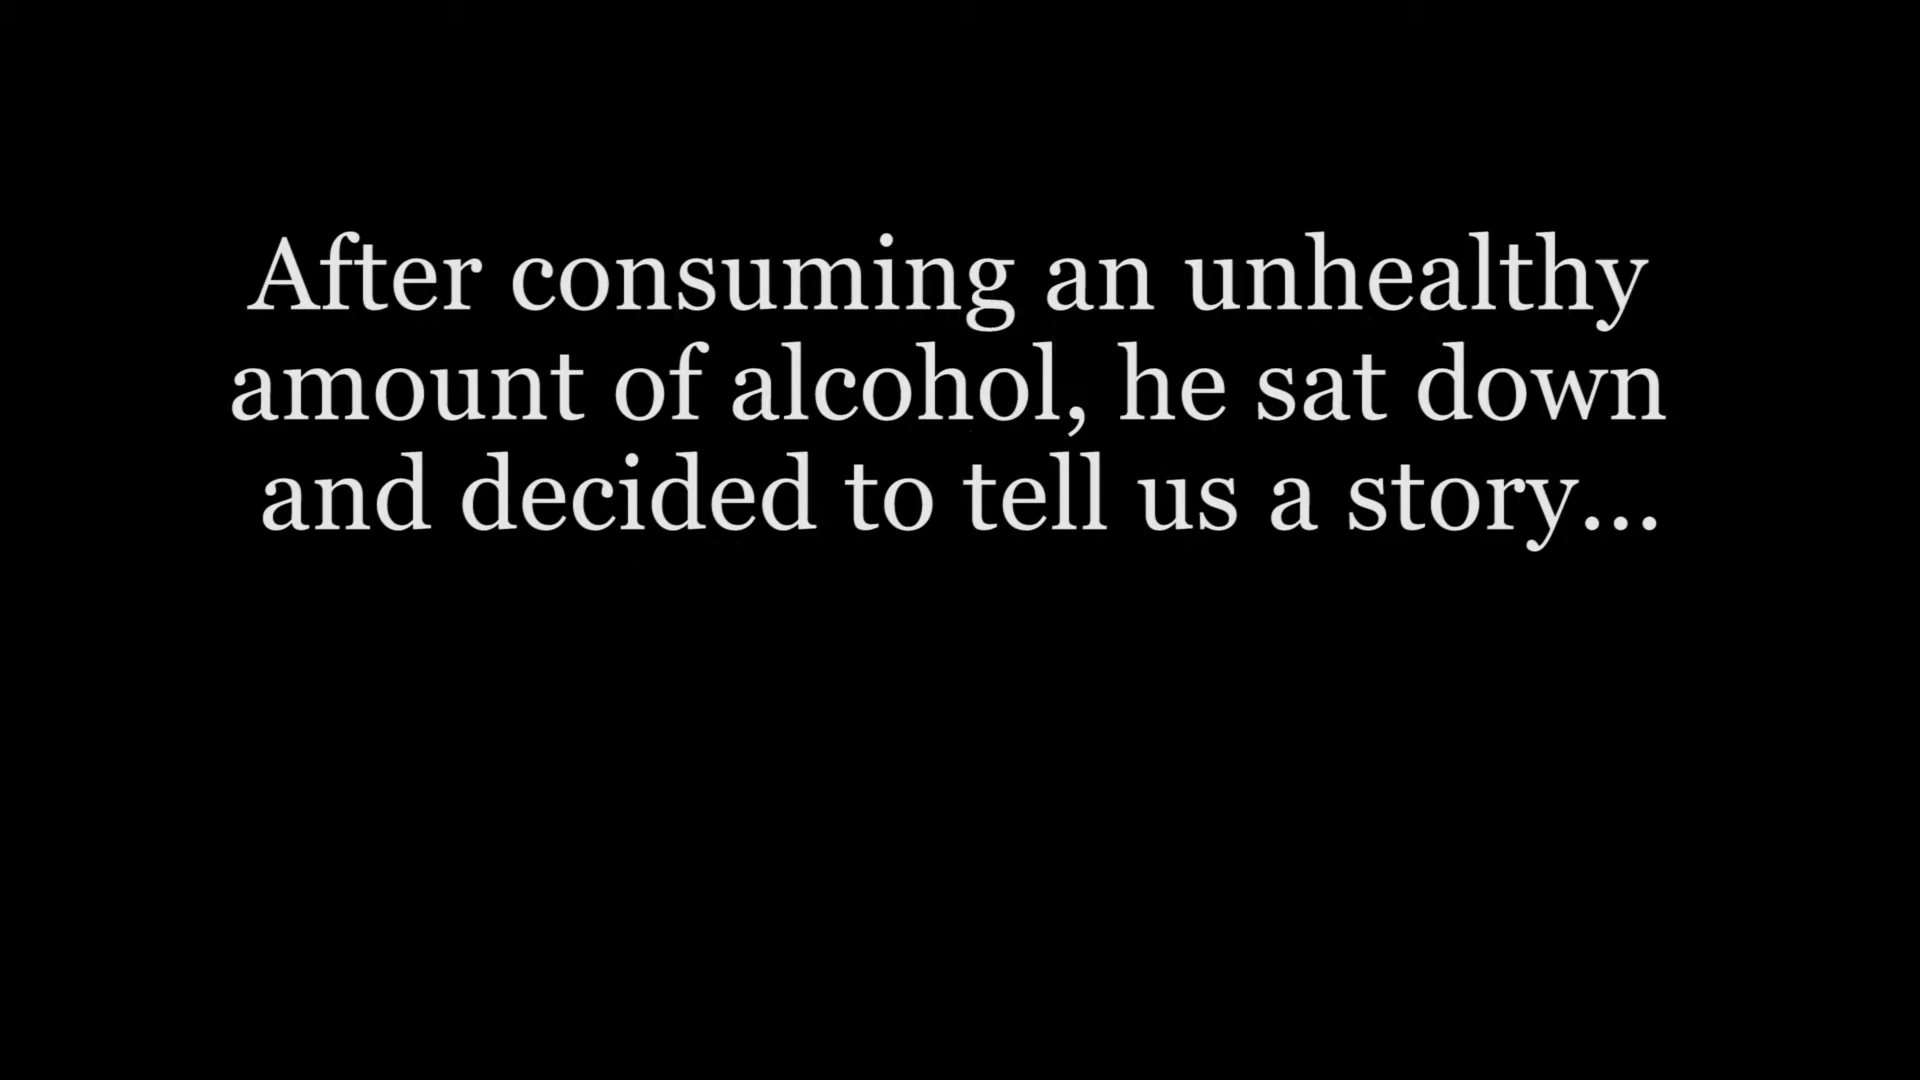 After consuming an unhealthy
amount of alcohol, he sat down
and decided to tell us a story...